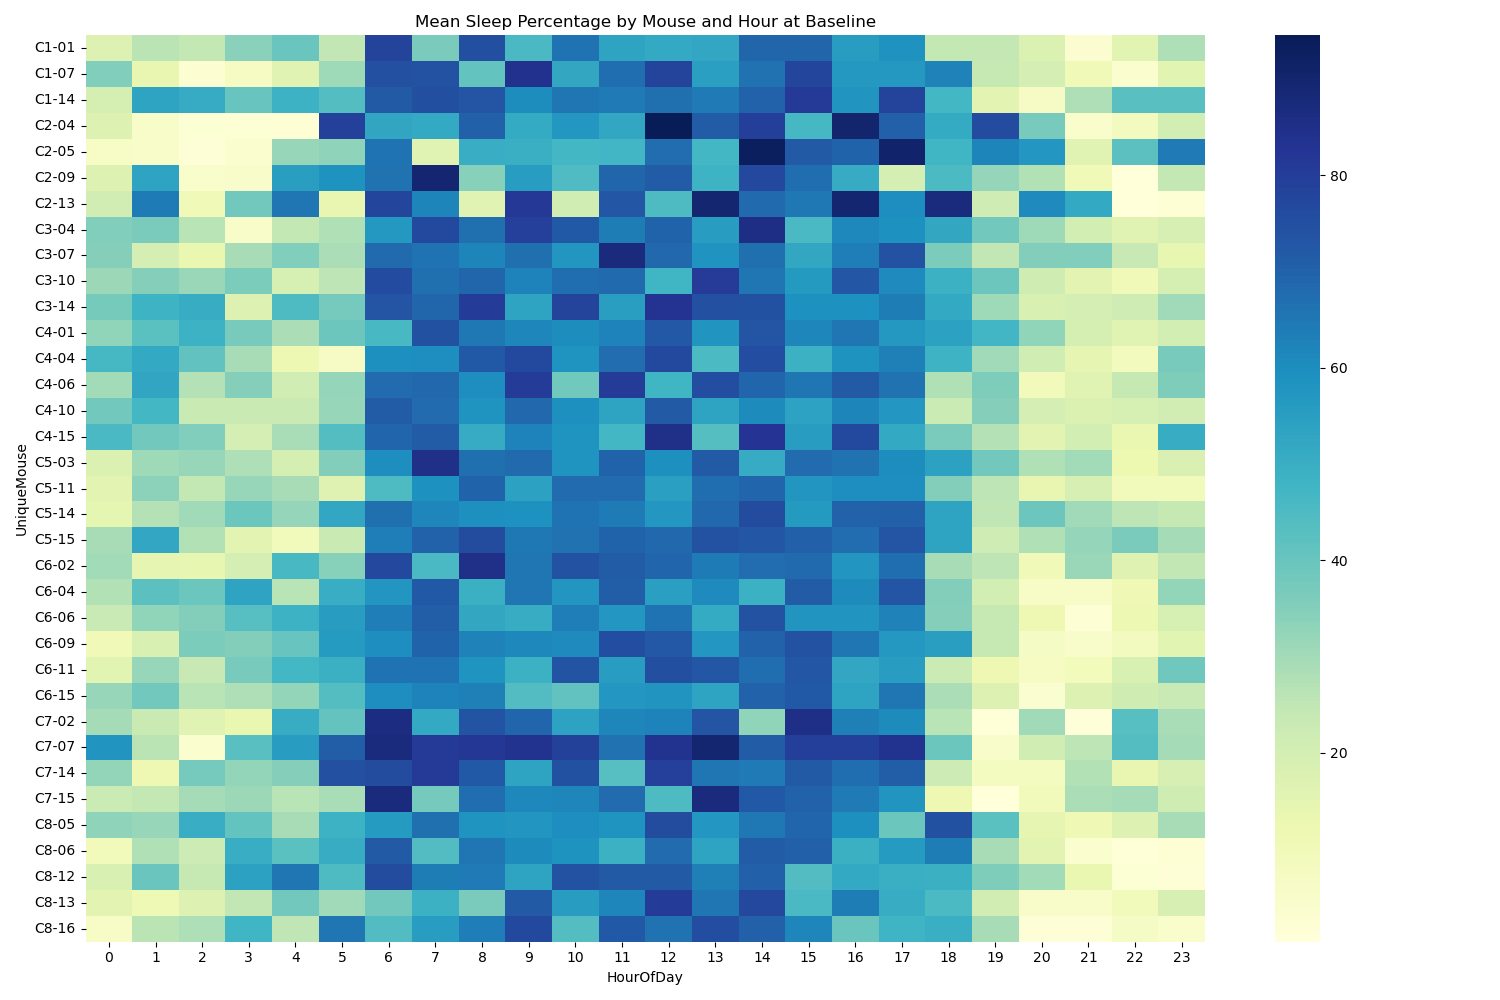 Mean Sleep Percentage by Mouse and Hour at Baseline
UniqueMouse
C1-01
C1-07
C1-14
C2-04
C2-05
C2-09
C2-13
C3-04
C3-07
C3-10
C3-14
C4-01
C4-04
C4-06
C4-10
C4-15
C5-03
C5-11
C5-14
C5-15
C6-02
C6-04
C6-06
C6-09
C6-11
C6-15
C7-02
C7-07
C7-14
C7-15
C8-05
C8-06
C8-12
C8-13
C8-16
0 1 2 3 4 5 6 7 8 9 10 11 12 13 14 15 16 17 18 19 20 21 22 23
HourOfDay
80
60
40
20